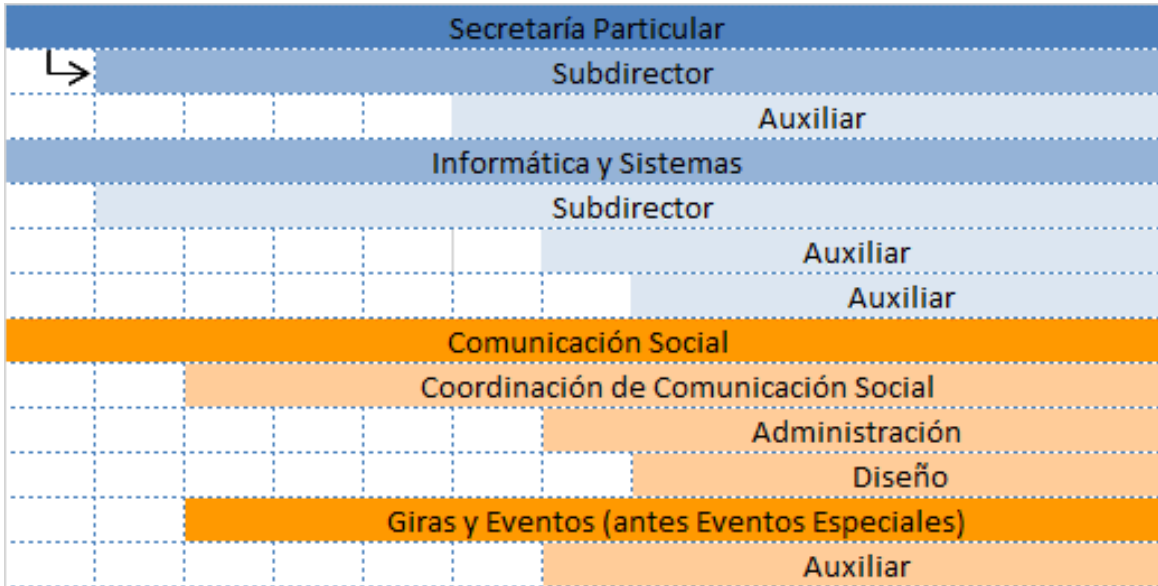 Secretaría Particular
Subdirector
Auxiliar
Informática y Sistemas
Subdirector
Auxiliar
Auxiliar
Comunicación Social
Coordinación de Comunicación Social
Administración
Diseño
Giras y Eventos (antes Eventos Especiales)
Auxiliar